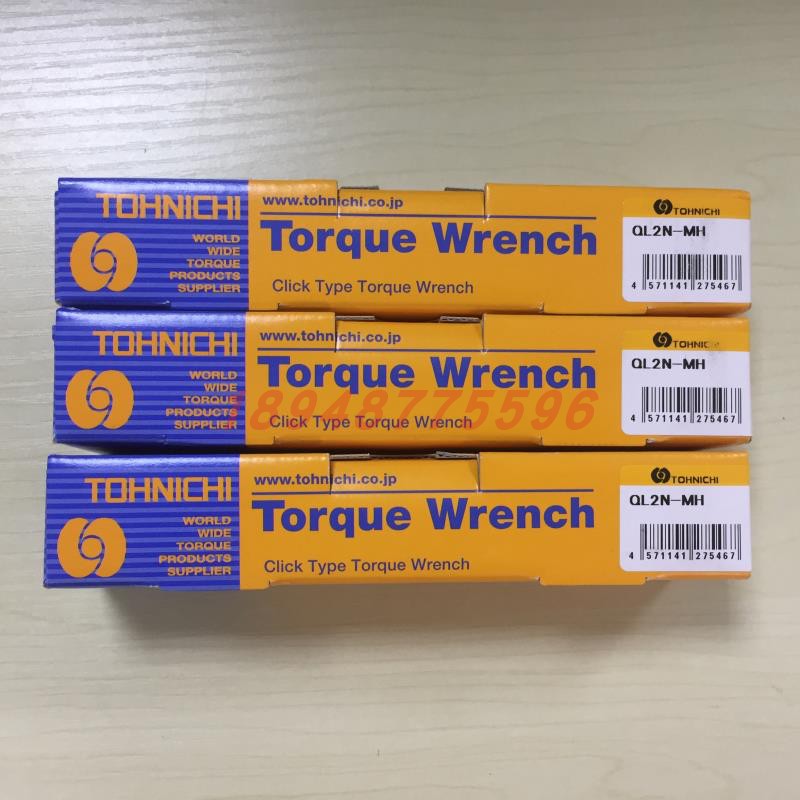 TOHNICHI
WORLD
WIDE
TORQUE
PRODUCTS
SUPPLIER
www.tohnichi.co.jp
Torque Wrench
Click Type Torque Wrench
TOHNICHI
QL2N-MH
4 571141 275467
TOHNICHI
WORLD
WIDE
TORQUE
PRODUCTS
SUPPLIER
www.tohnichi.co.jp
Torque Wrench
18948775596
Click Type Torque Wrench
TOHNICHI
QL2N-MH
4 571141 275467
TOHNICHI
WORLD
WIDE
TORQUE
PRODUCTS
SUPPLIER
www.tohnichi.co.jp
Torque Wrench
Click Type Torque Wrench
TOHNICHI
QL2N-MH
4 571141 275467